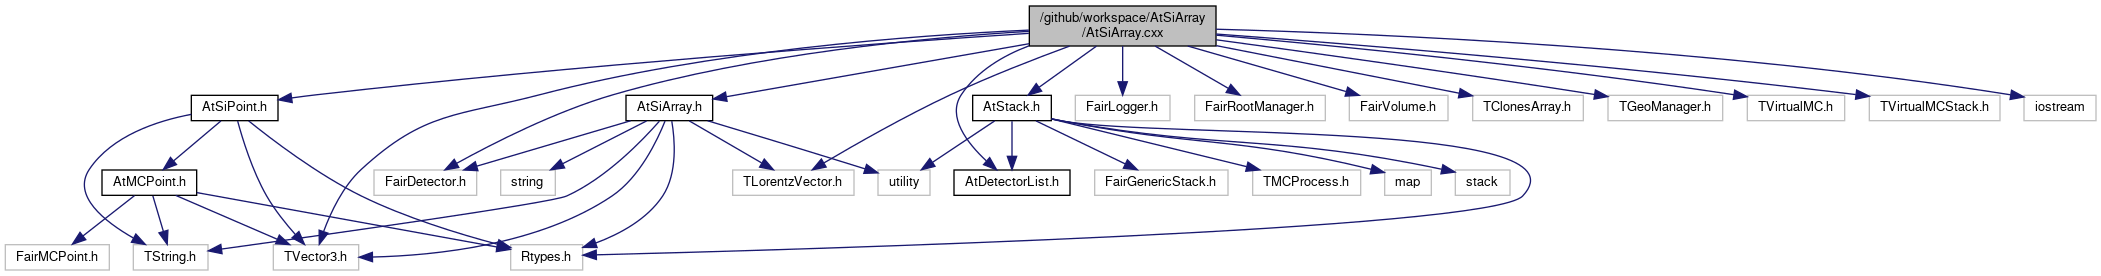 /github/workspace/AtSiArray
/AtSiArray.cxx
AtSiPoint.h
AtSiArray.h
AtStack.h
FairLogger.h
FairRootManager.h
FairVolume.h
TClonesArray.h
TGeoManager.h
TVirtualMC.h
TVirtualMCStack.h
iostream
AtMCPoint.h
FairDetector.h
string
TLorentzVector.h
utility
AtDetectorList.h
FairGenericStack.h
TMCProcess.h
map
stack
FairMCPoint.h
TString.h
TVector3.h
Rtypes.h